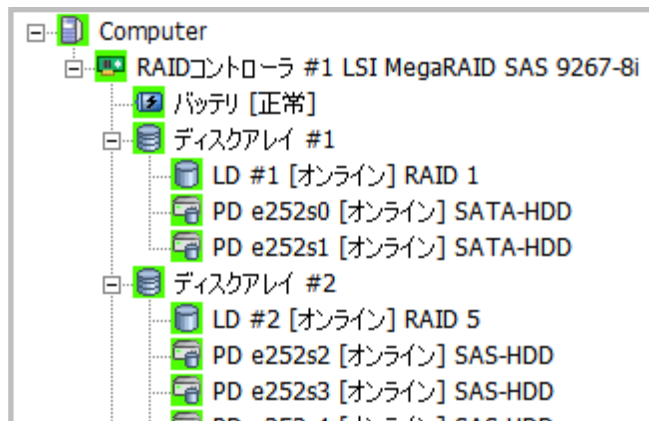 Computer
RAIDコントローラ #1 LSI MegaRAID SAS 9267-8i
バッテリ [正常]
ディスクアレイ #1
LD #1 [オンライン] RAID 1
PD e252s0 [オンライン] SATA-HDD
PD e252s1 [オンライン] SATA-HDD
ディスクアレイ #2
LD #2 [オンライン] RAID 5
PD e252s2 [オンライン] SAS-HDD
PD e252s3 [オンライン] SAS-HDD